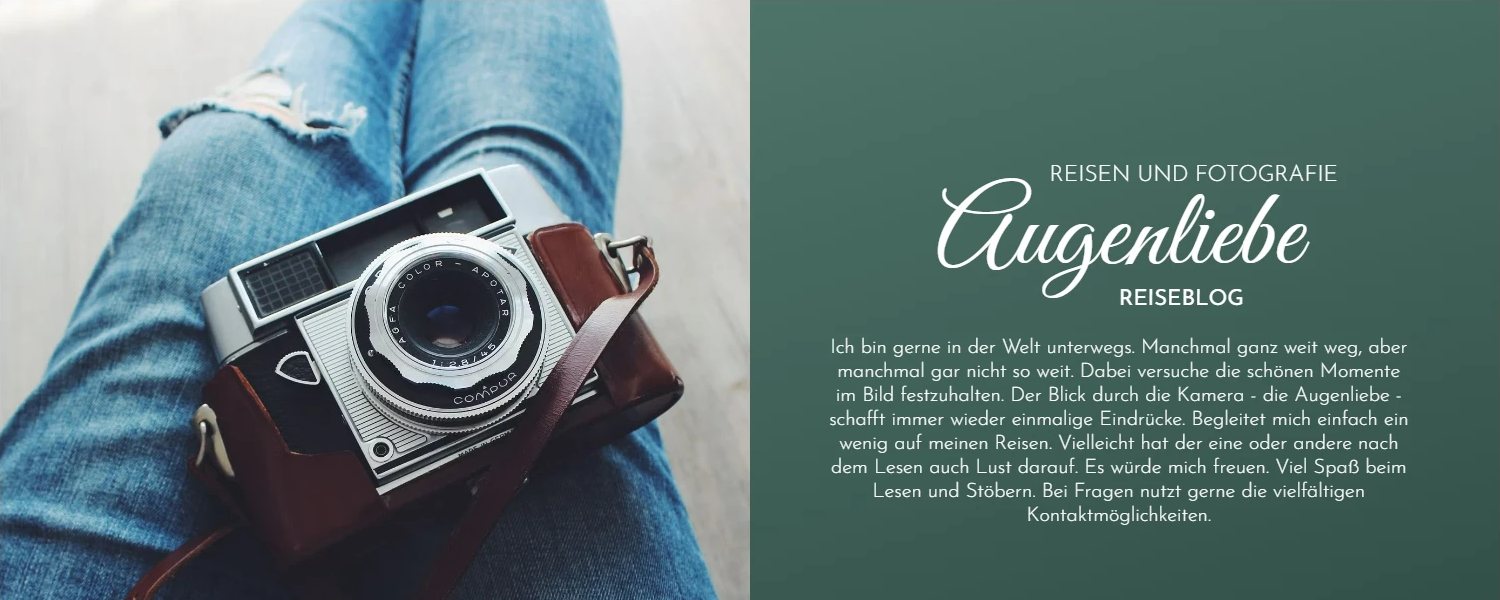 AGFA COLOR - APOTAR
1:2.8/45
COMPUR
REISEN UND FOTOGRAFIE
Augenliebe
REISEBLOG
Ich bin gerne in der Welt unterwegs. Manchmal ganz weit weg, aber
manchmal gar nicht so weit. Dabei versuche die schönen Momente
im Bild festzuhalten. Der Blick durch die Kamera - die Augenliebe -
schafft immer wieder einmalige Eindrücke. Begleitet mich einfach ein
wenig auf meinen Reisen. Vielleicht hat der eine oder andere nach
dem Lesen auch Lust darauf. Es würde mich freuen. Viel Spaß beim
Lesen und Stöbern. Bei Fragen nutzt gerne die vielfältigen
Kontaktmöglichkeiten.